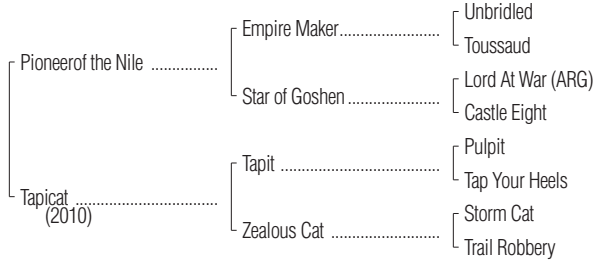 Unbridled
Empire Maker....................
Toussaud
Pioneerof the Nile .................
Lord At War (ARG)
Star of Goshen....................
Castle Eight
Pulpit
Tapit ..................................
Tap Your Heels
Tapicat ..............................
(2010)
Storm Cat
Zealous Cat .......................
Trail Robbery